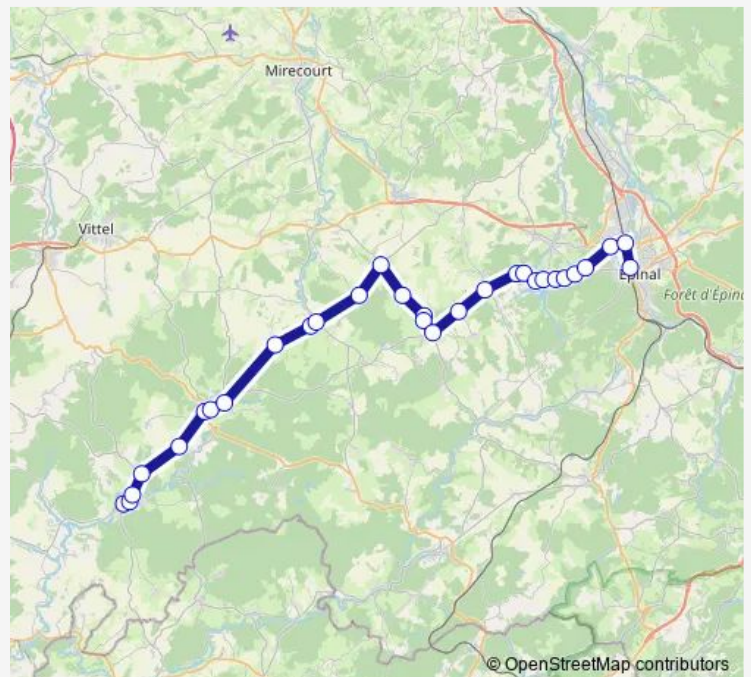 Mirecourt
Vittel
Épinal
Forêt d'Épinal
© OpenStreetMap contributors